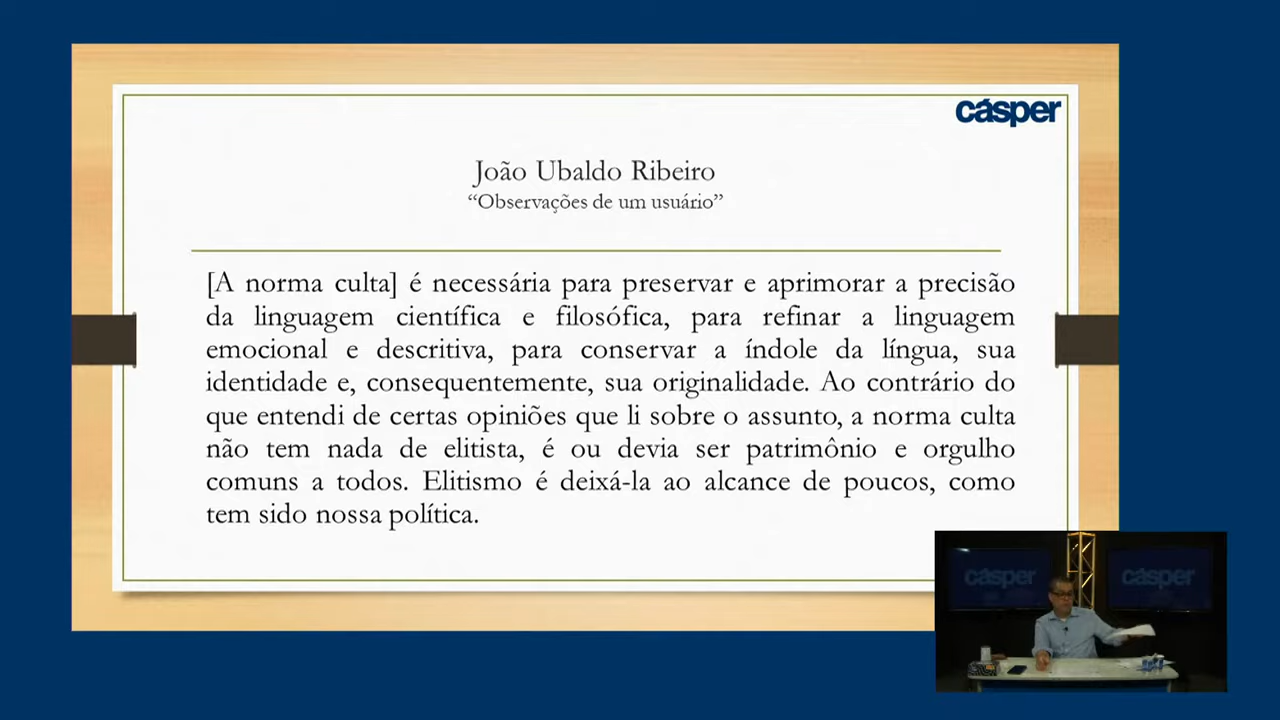 cásper
João Ubaldo Ribeiro
“Observações de um usuário”
[A norma culta] é necessária para preservar e aprimorar a precisão
da linguagem científica e filosófica, para refinar a linguagem
emocional e descritiva, para conservar a índole da língua, sua
identidade e, consequentemente, sua originalidade. Ao contrário do
que entendi de certas opiniões que li sobre o assunto, a norma culta
não tem nada de elitista, é ou devia ser patrimônio e orgulho
comuns a todos. Elitismo é deixá-la ao alcance de poucos, como
tem sido nossa política.
cásper
cásper